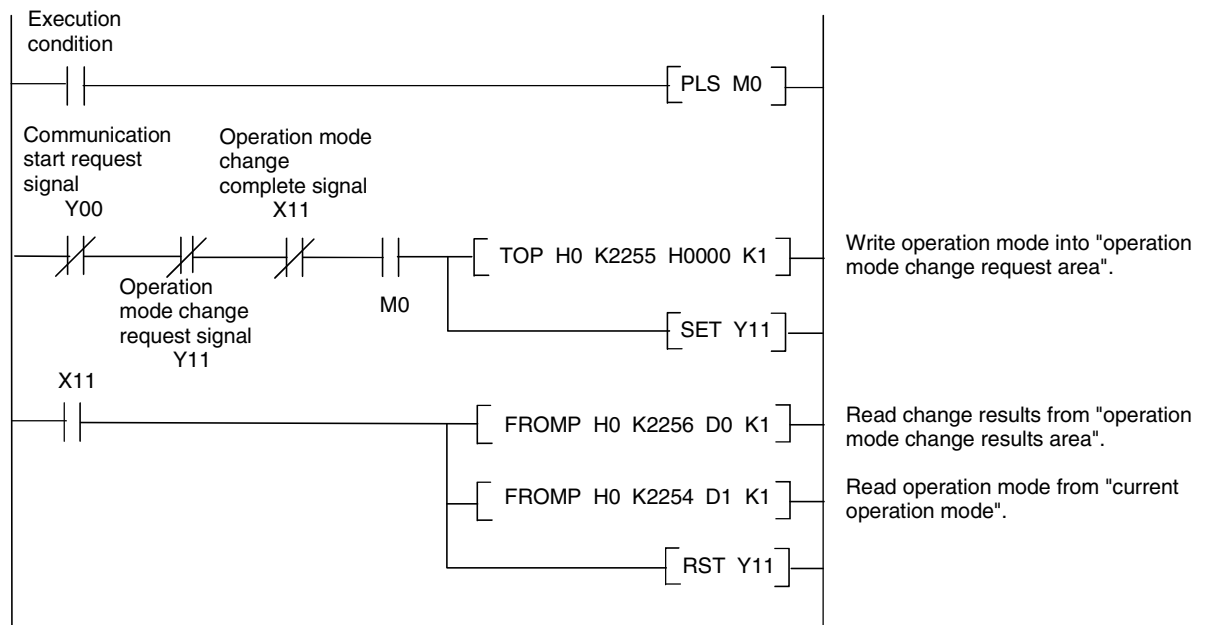 Execution
condition
PLS M0
Communication
start request
signal
Y00
Operation mode
change
complete signal
X11
TOP H0 K2255 H0000 K1
Write operation mode into "operation
mode change request area".
Operation
mode change
request signal
Y11
M0
SET Y11
X11
FROMP H0 K2256 D0 K1
Read change results from "operation
mode change results area".
FROMP H0 K2254 D1 K1
Read operation mode from "current
operation mode".
RST Y11